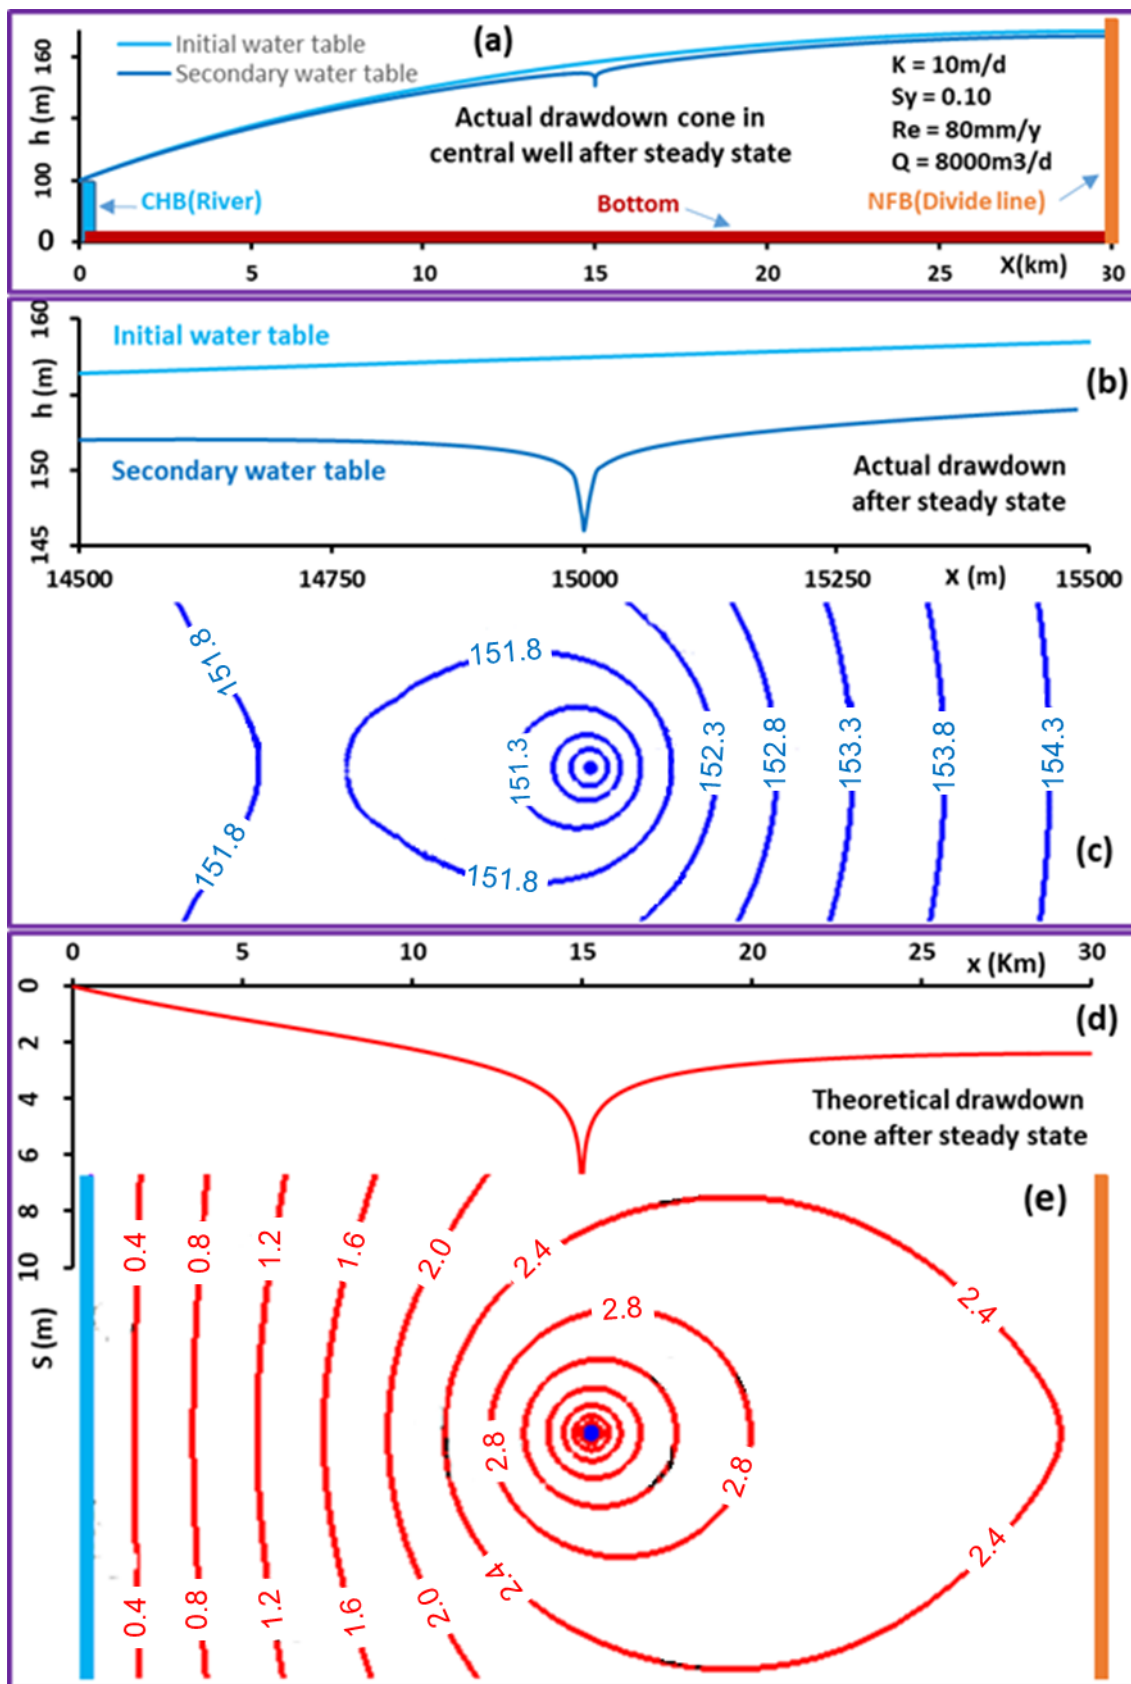 (a)
Initial water table
Secondary water table
h (m)
160
100
0
K = 10m/d
Sy = 0.10
Re = 80mm/y
Q = 8000m3/d
Actual drawdown cone in
central well after steady state
CHB(River)
Bottom
NFB(Divide line)
0 5 10 15 20 25 X(km) 30
160
h (m)
150
145
Initial water table
(b)
Secondary water table
Actual drawdown
after steady state
14500 14750 15000 15250 x (m) 15500
151.8
151.8
151.3
152.3
152.8
153.3
153.8
154.3
151.8
151.8
(c)
0 5 10 15 20 25 30
x (Km)
0
2
4
6
8
10
S (m)
(d)
Theoretical drawdown
cone after steady state
(e)
0.4
0.8
1.2
1.6
2.0
2.4
2.4
2.8
2.8
2.8
0.4
0.8
1.2
1.6
2.0
2.4
2.4